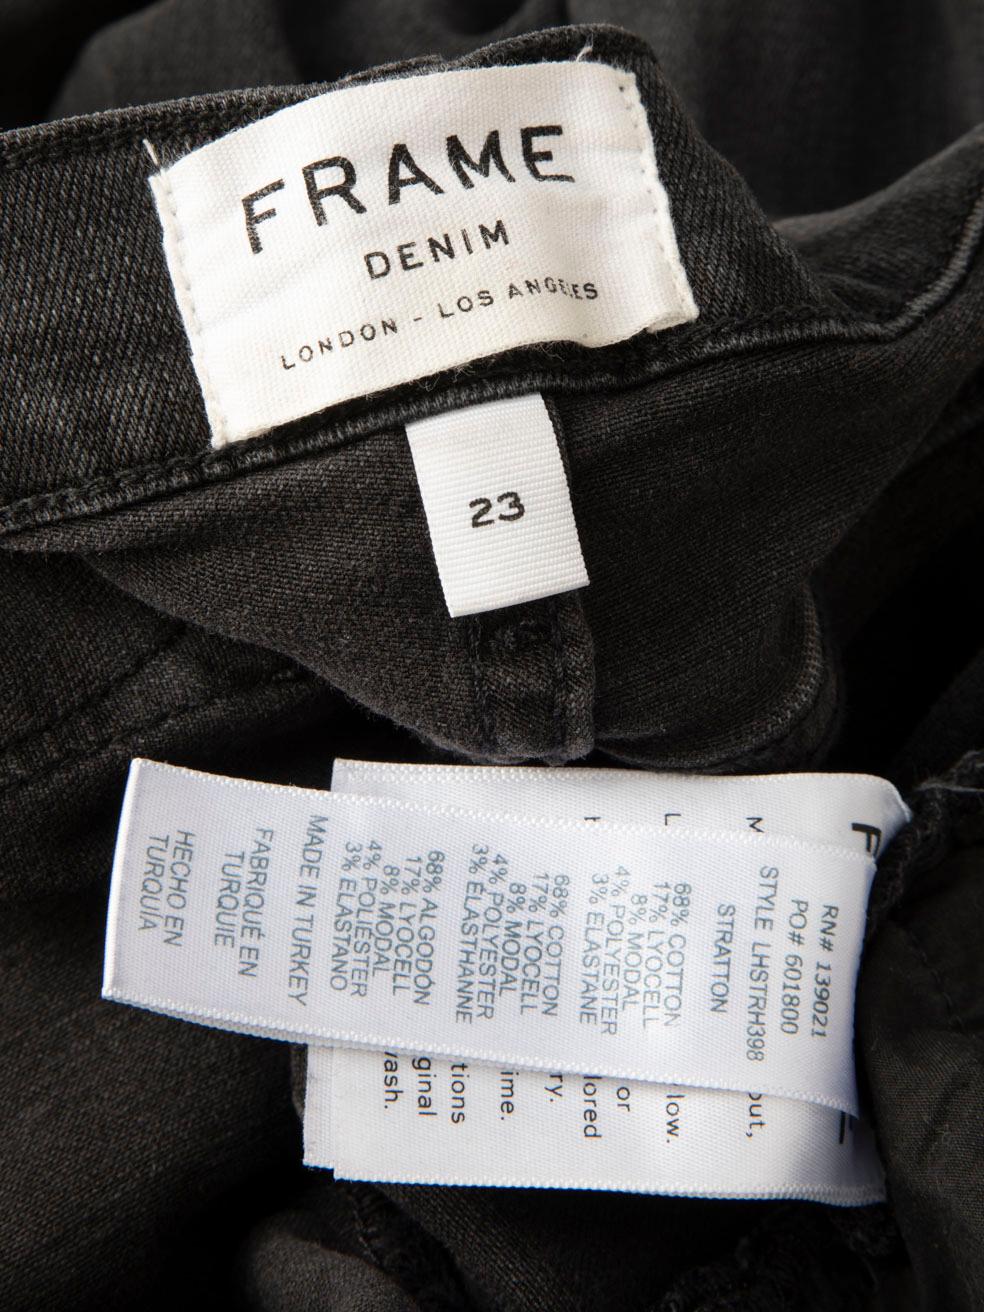 FRAME
DENIM
LONDON - LOS ANGELES
23
RN# 139021
PO# 601800
STYLE LHSTRH398
STRATTON
68% COTTON
17% LYOCELL
8% MODAL
4% POLYESTER
3% ELASTANE
68% COTTON
17% LYOCELL
8% MODAL
4% POLYESTER
3% ÉLASTHANNE
68% ALGODÓN
17% LYOCELL
8% MODAL
4% POLIÉSTER
3% ELASTANO
MADE IN TURKEY
FABRIQUÉ EN
TURQUIE
HECHO EN
TURQUÍA